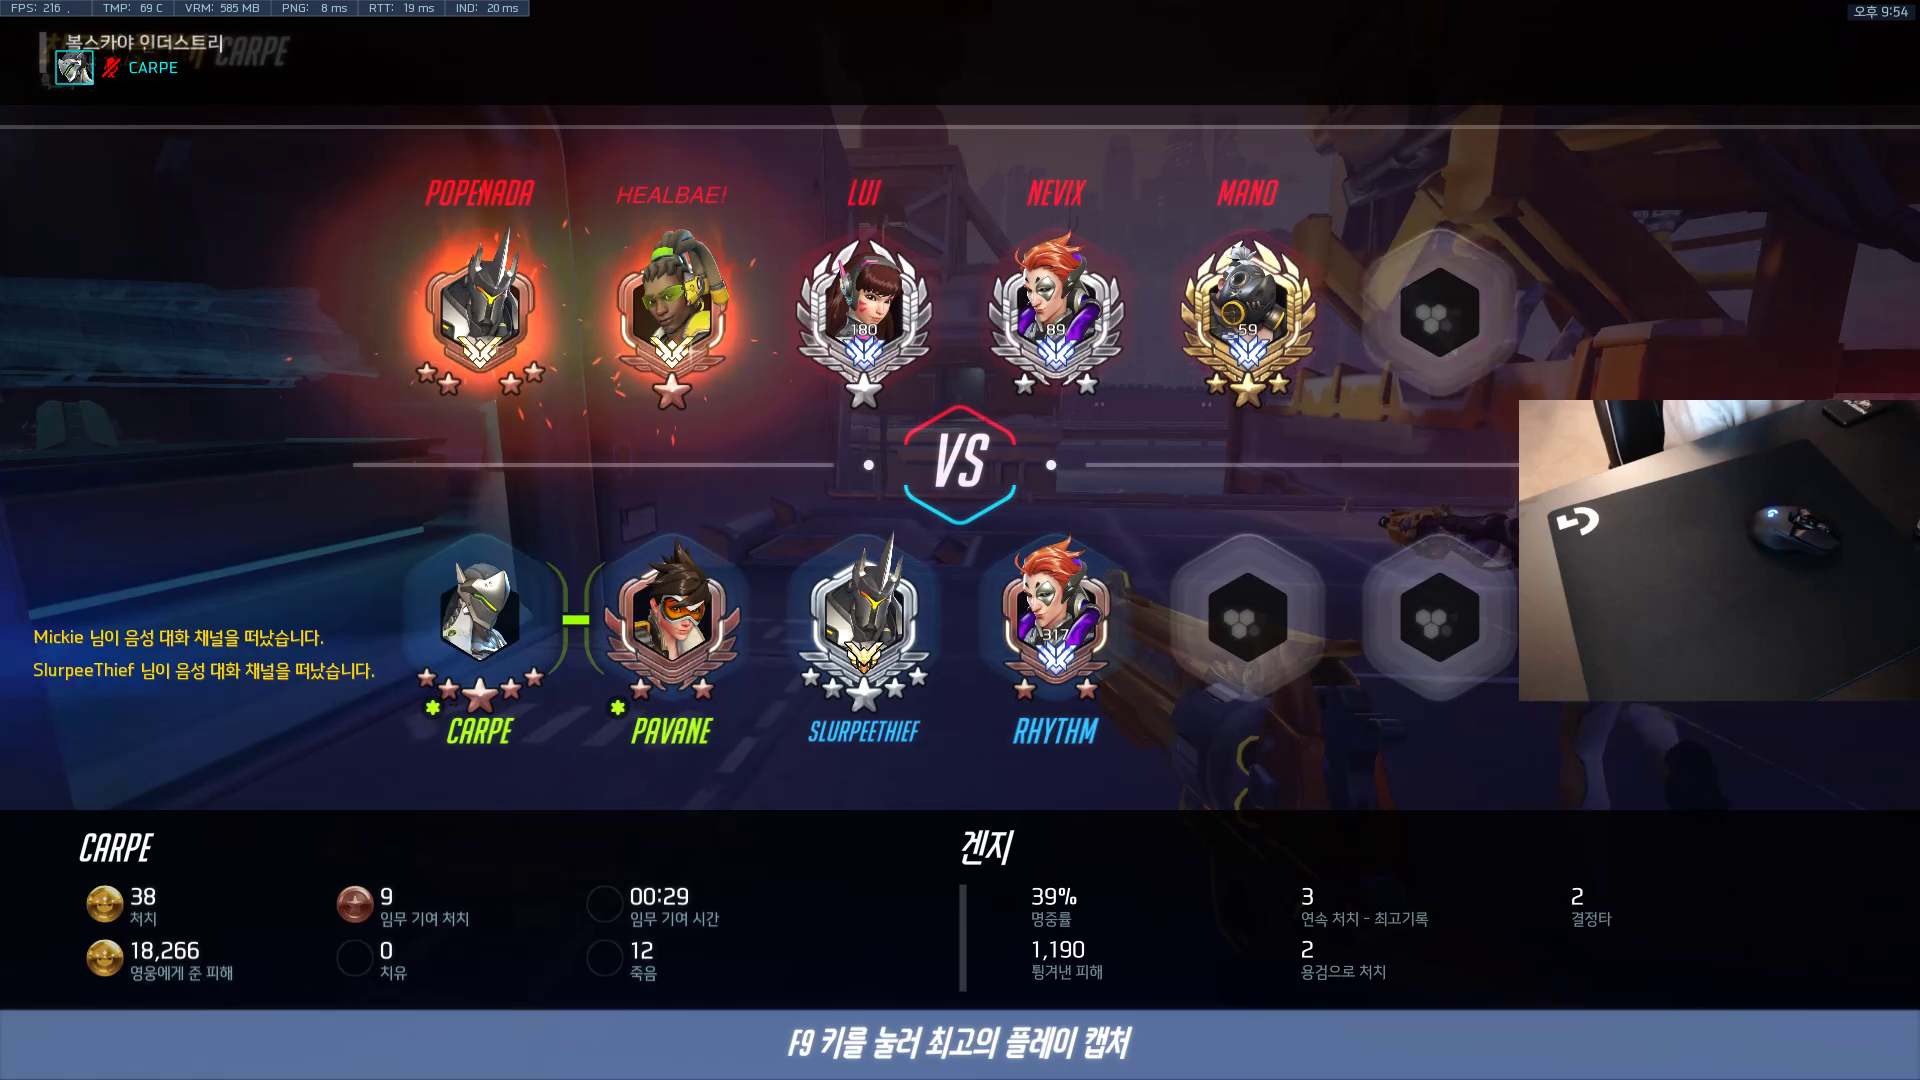 FPS: 216 . TMP: 69 C VRM: 585 MB PNG: 8 ms RTT: 19 ms IND: 20 ms
오후 9:54
볼스카야 인더스트리
CARPE
CARPE
POPENADA HEALBAE! LUI NEVIX MANO
180 89 59
VS
317
Mickie 님이 음성 대화 채널을 떠났습니다.
SlurpeeThief 님이 음성 대화 채널을 떠났습니다.
CARPE PAVANE SLURPEETHIEF RHYTHM
CARPE
38 9 00:29
처치 임무 기여 처치 임무 기여 시간
18,266 0 12
영웅에게 준 피해 치유 죽음
겐지
39% 3 2
명중률 연속 처치 - 최고기록 결정타
1,190 2
튕겨낸 피해 용검으로 처치
F9 키를 눌러 최고의 플레이 캡처